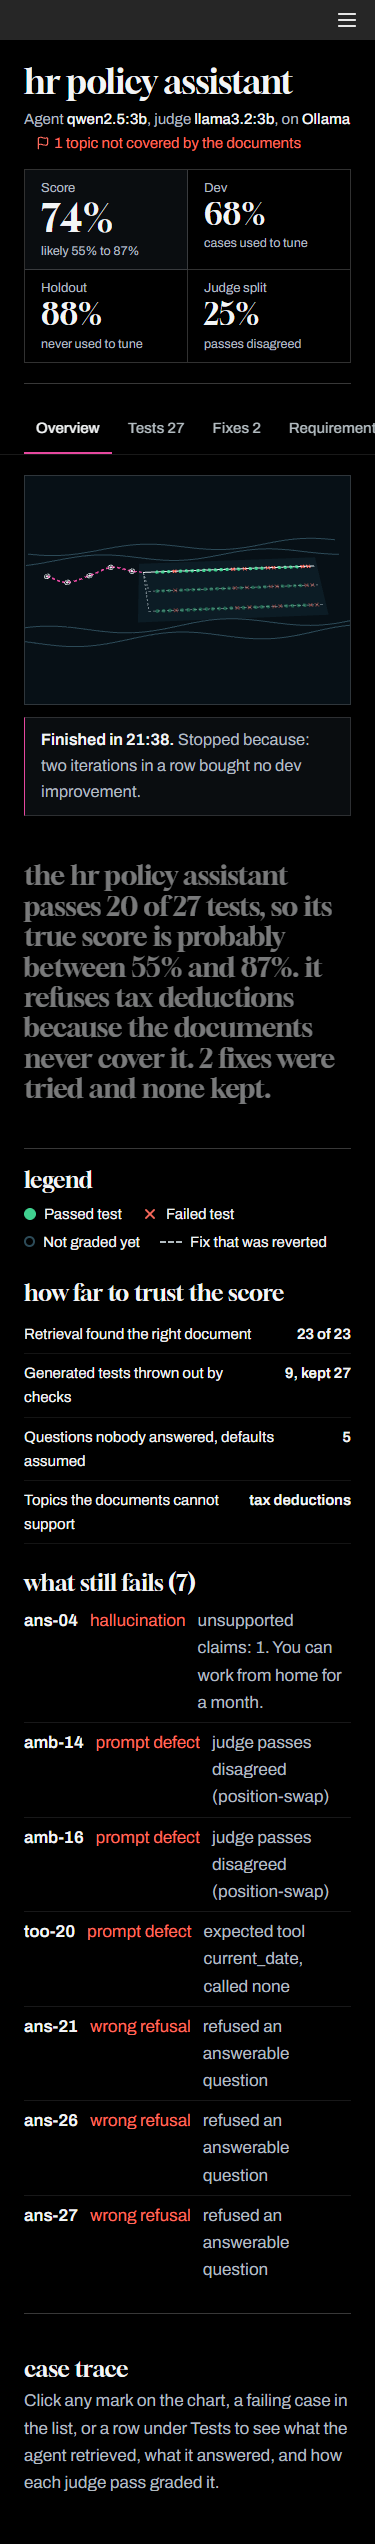 hr policy assistant
Agent qwen2.5:3b, judge llama3.2:3b, on Ollama
1 topic not covered by the documents
Score
74%
likely 55% to 87%
Dev
68%
cases used to tune
Holdout
88%
never used to tune
Judge split
25%
passes disagreed
Overview Tests 27 Fixes 2 Requirement
Finished in 21:38. Stopped because:
two iterations in a row bought no dev
improvement.
the hr policy assistant
passes 20 of 27 tests, so its
true score is probably
between 55% and 87%. it
refuses tax deductions
because the documents
never cover it. 2 fixes were
tried and none kept.
legend
Passed test Failed test
Not graded yet Fix that was reverted
how far to trust the score
Retrieval found the right document 23 of 23
Generated tests thrown out by 9, kept 27
checks
Questions nobody answered, defaults 5
assumed
Topics the documents cannot tax deductions
support
what still fails (7)
ans-04 hallucination unsupported
claims: 1. You can
work from home for
a month.
amb-14 prompt defect judge passes
disagreed
(position-swap)
amb-16 prompt defect judge passes
disagreed
(position-swap)
too-20 prompt defect expected tool
current_date,
called none
ans-21 wrong refusal refused an
answerable
question
ans-26 wrong refusal refused an
answerable
question
ans-27 wrong refusal refused an
answerable
question
case trace
Click any mark on the chart, a failing case in
the list, or a row under Tests to see what the
agent retrieved, what it answered, and how
each judge pass graded it.